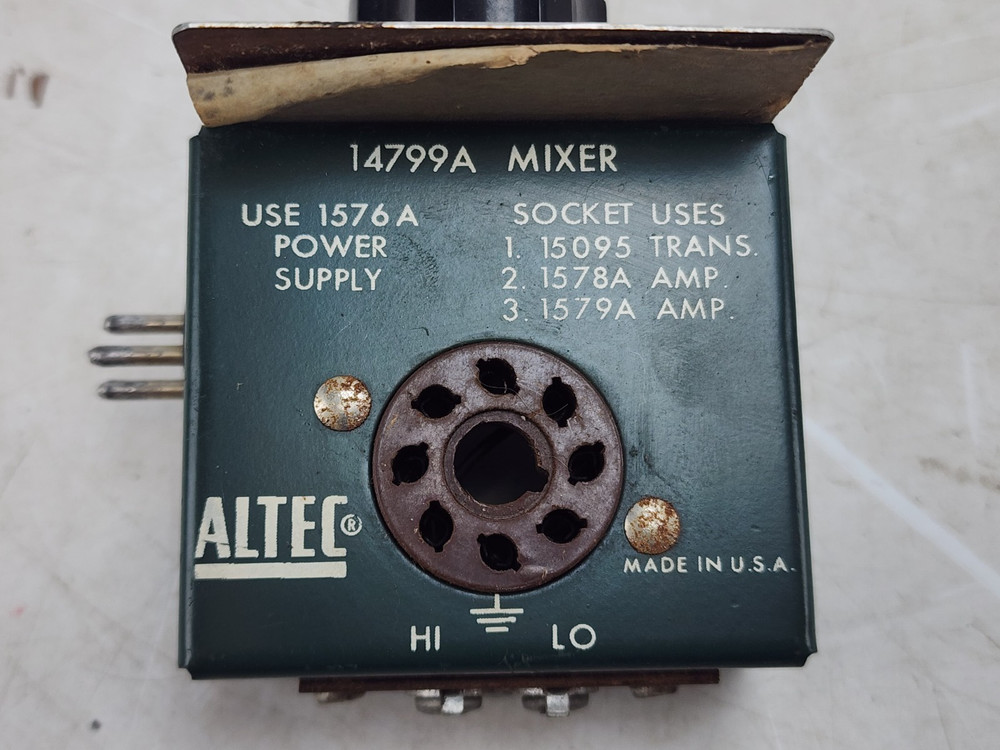 14799A MIXER
USE 1576A
POWER
SUPPLY
SOCKET USES
1. 15095 TRANS.
2. 1578A AMP.
3. 1579A AMP.
ALTEC®
MADE IN U.S.A.
HI LO